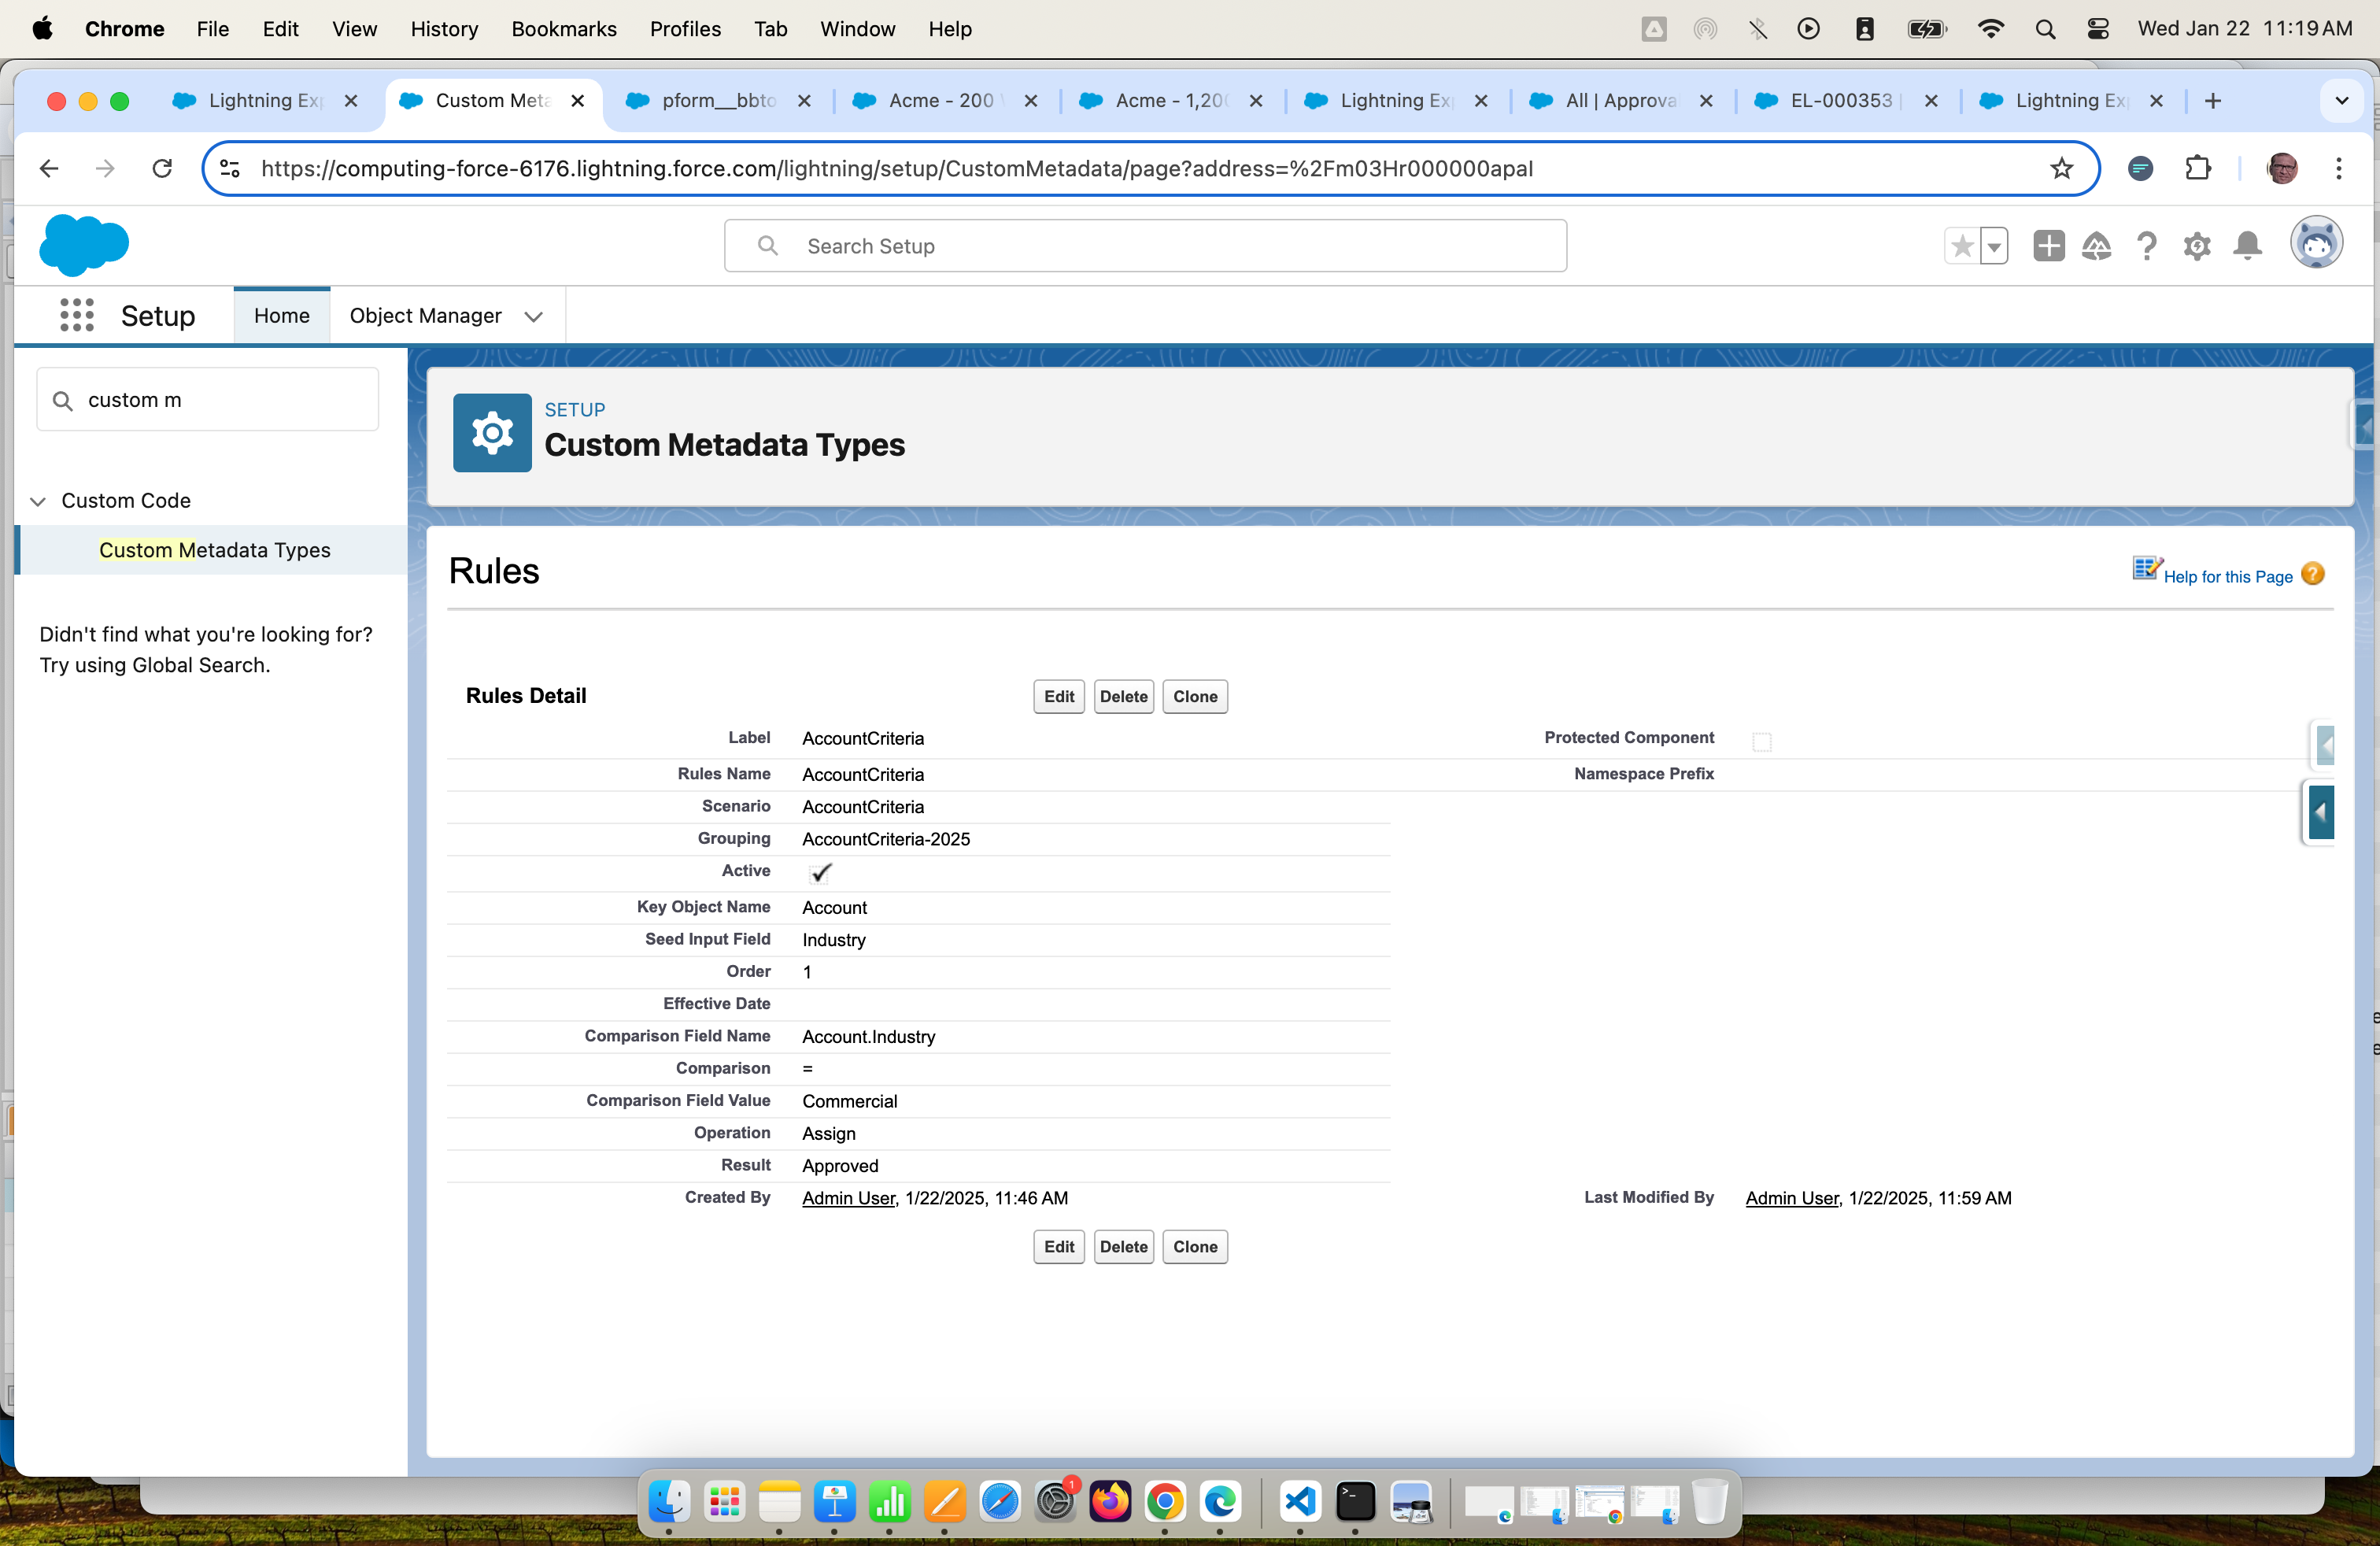 Chrome File Edit View History Bookmarks Profiles Tab Window Help Wed Jan 22 11:19 AM
Lightning Ex Custom Meta pform__bbto Acme - 200 Acme - 1,20 Lightning Ex All | Approva EL-000353 | Lightning Ex
https://computing-force-6176.lightning.force.com/lightning/setup/CustomMetadata/page?address=%2Fm03Hr000000apaI
Search Setup
Setup Home Object Manager
custom m
SETUP
Custom Metadata Types
Custom Code
Custom Metadata Types
Didn't find what you're looking for?
Try using Global Search.
Rules
Help for this Page ?
Rules Detail Edit Delete Clone
Label AccountCriteria Protected Component
Rules Name AccountCriteria Namespace Prefix
Scenario AccountCriteria
Grouping AccountCriteria-2025
Active
Key Object Name Account
Seed Input Field Industry
Order 1
Effective Date
Comparison Field Name Account.Industry
Comparison =
Comparison Field Value Commercial
Operation Assign
Result Approved
Created By Admin User, 1/22/2025, 11:46 AM Last Modified By Admin User, 1/22/2025, 11:59 AM
Edit Delete Clone
1